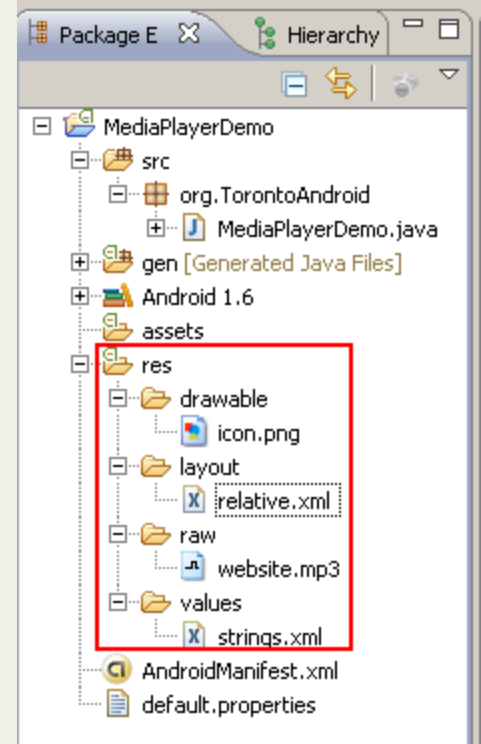 Package E Hierarchy
MediaPlayerDemo
src
org.TorontoAndroid
MediaPlayerDemo.java
gen [Generated Java Files]
Android 1.6
assets
res
drawable
icon.png
layout
relative.xml
raw
website.mp3
values
strings.xml
AndroidManifest.xml
default.properties